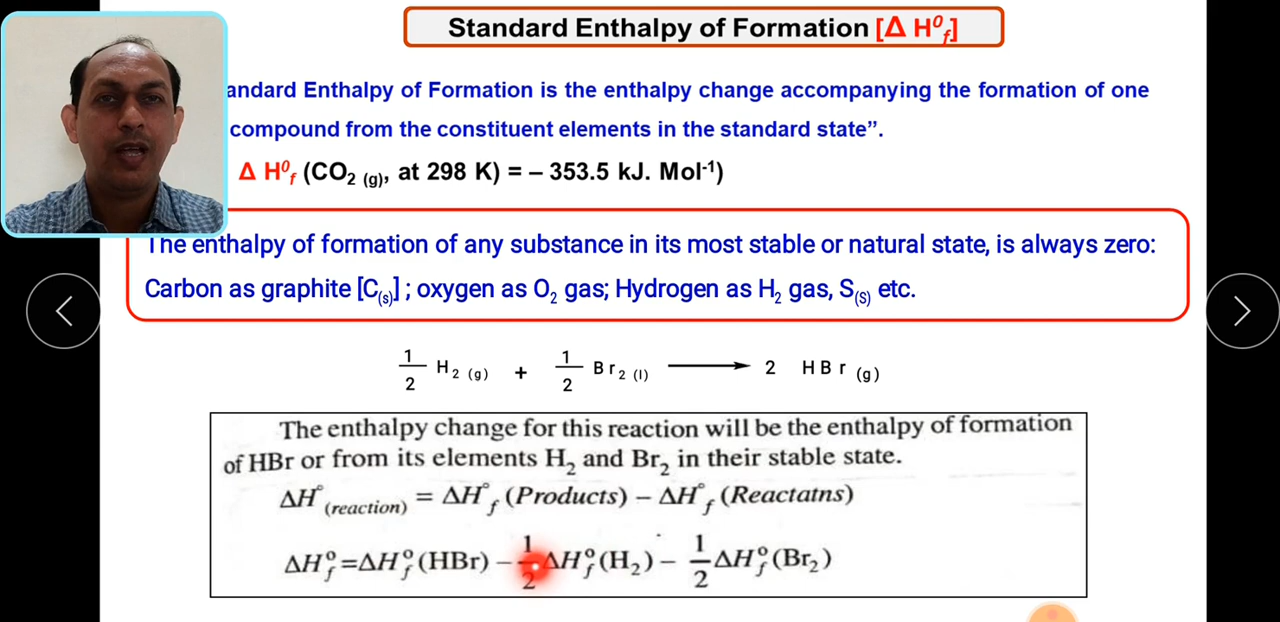 Standard Enthalpy of Formation [Δ H⁰f]
andard Enthalpy of Formation is the enthalpy change accompanying the formation of one
compound from the constituent elements in the standard state”.
Δ H⁰f (CO₂ (g), at 298 K) = – 353.5 kJ. Mol⁻¹)
The enthalpy of formation of any substance in its most stable or natural state, is always zero:
Carbon as graphite [C(s)] ; oxygen as O₂ gas; Hydrogen as H₂ gas, S(S) etc.
1/2 H₂ (g) + 1/2 Br₂ (l) ⟶ 2 HBr (g)
The enthalpy change for this reaction will be the enthalpy of formation
of HBr or from its elements H₂ and Br₂ in their stable state.
ΔH°(reaction) = ΔH°f (Products) – ΔH°f (Reactatns)
ΔH°f=ΔH°f(HBr) – 1/2 ΔH°f(H₂) – 1/2 ΔH°f(Br₂)